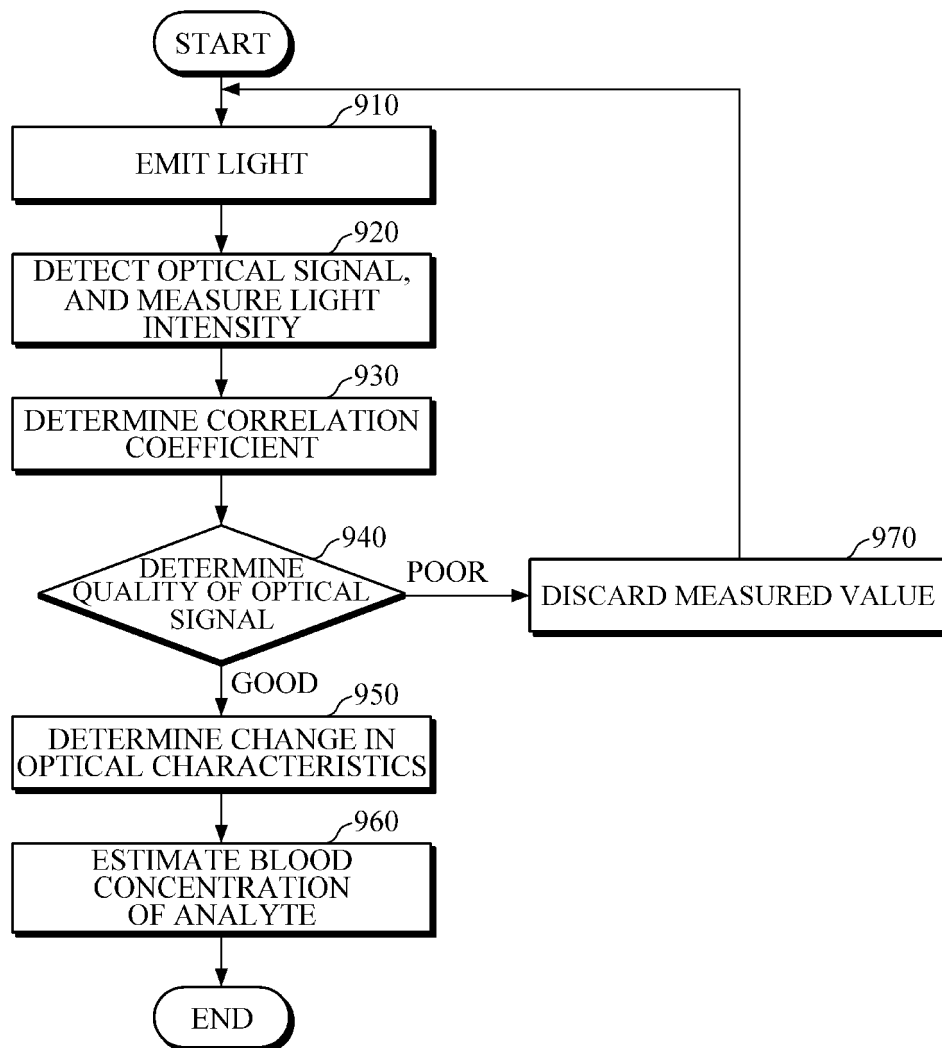 START
910
EMIT LIGHT
920
DETECT OPTICAL SIGNAL,
AND MEASURE LIGHT
INTENSITY
930
DETERMINE CORRELATION
COEFFICIENT
940
DETERMINE
QUALITY OF OPTICAL
SIGNAL
POOR
970
DISCARD MEASURED VALUE
GOOD
950
DETERMINE CHANGE IN
OPTICAL CHARACTERISTICS
960
ESTIMATE BLOOD
CONCENTRATION
OF ANALYTE
END